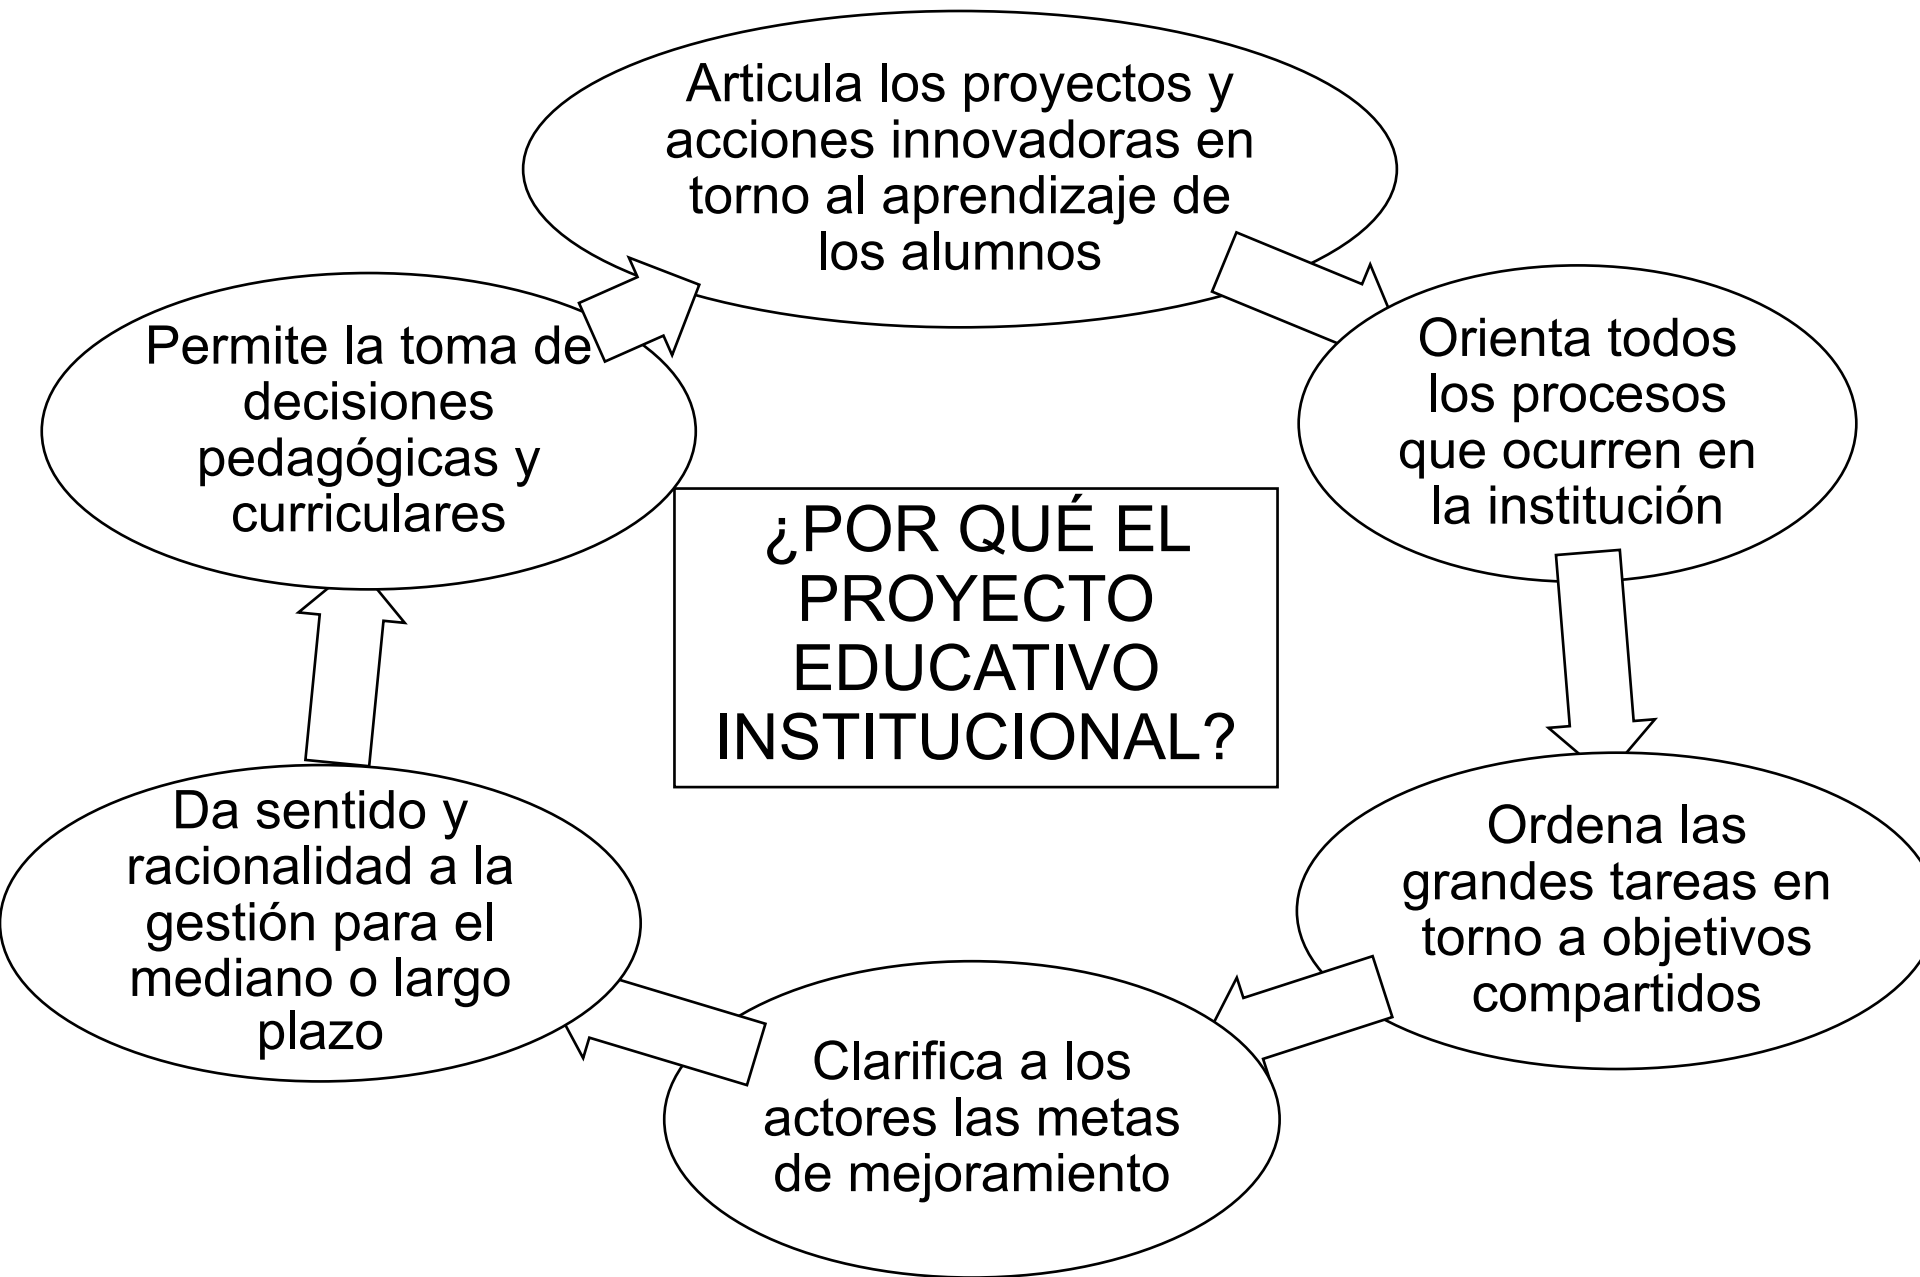 Articula los proyectos y
acciones innovadoras en
torno al aprendizaje de
los alumnos
Orienta todos
los procesos
que ocurren en
la institución
Ordena las
grandes tareas en
torno a objetivos
compartidos
Clarifica a los
actores las metas
de mejoramiento
Da sentido y
racionalidad a la
gestión para el
mediano o largo
plazo
Permite la toma de
decisiones
pedagógicas y
curriculares
¿POR QUÉ EL
PROYECTO
EDUCATIVO
INSTITUCIONAL?